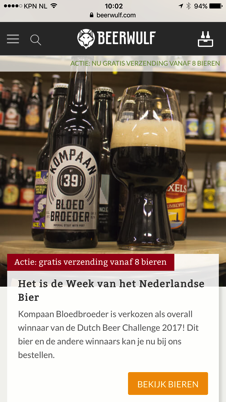 KPN NL 10:02 94%
beerwulf.com
BEERWULF
ACTIE: NU GRATIS VERZENDING VANAF 8 BIEREN
KOMPAAN
39
BLOED
BROEDER
Actie: gratis verzending vanaf 8 bieren
Het is de Week van het Nederlandse
Bier
Kompaan Bloedbroeder is verkozen als overall
winnaar van de Dutch Beer Challenge 2017! Dit
bier en de andere winnaars kan je nu bij ons
bestellen.
BEKIJK BIEREN